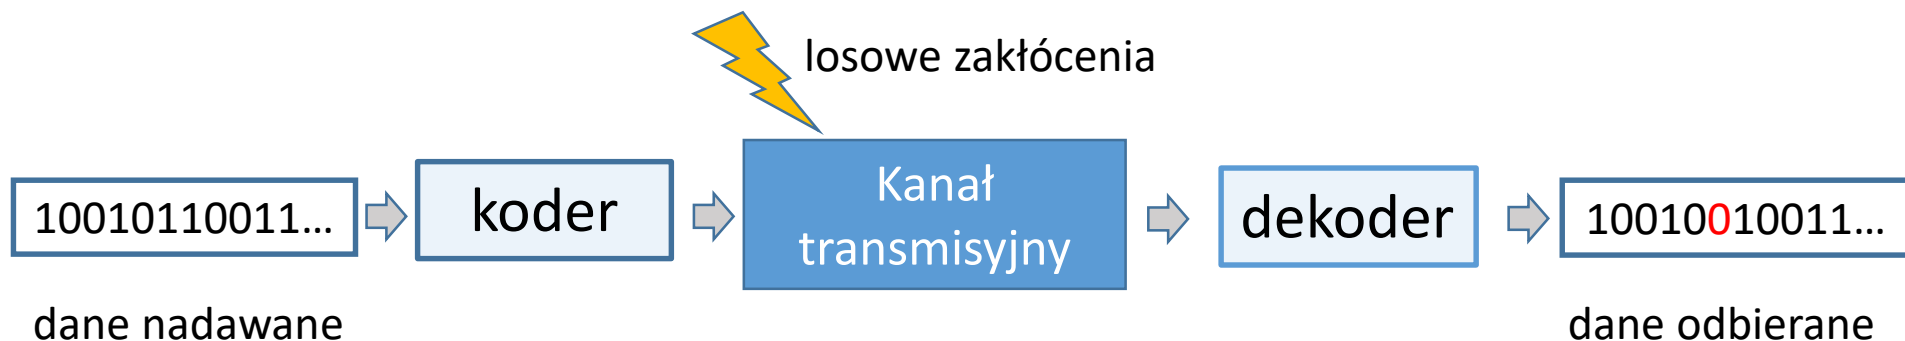 losowe zakłócenia
10010110011...
koder
Kanał
transmisyjny
dekoder
10010010011...
dane nadawane
dane odbierane